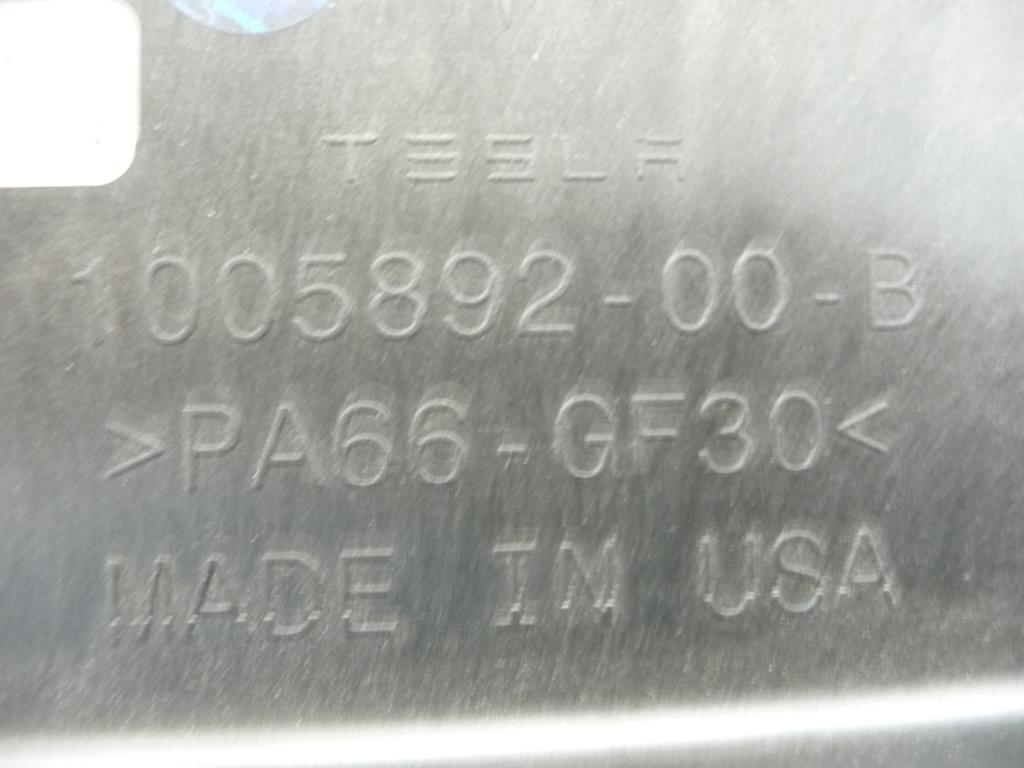 TESLA
1005892-00-B
>PA66-GF30<
MADE IN USA